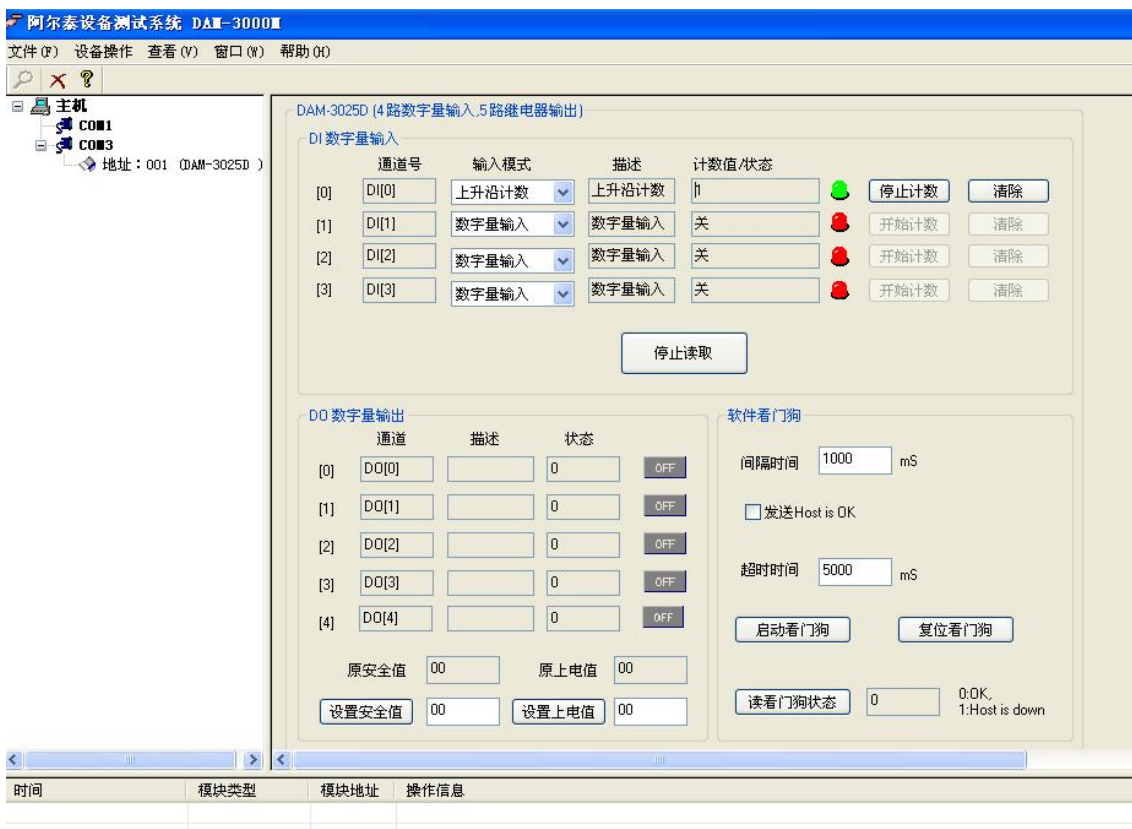 阿尔泰设备测试系统 DAM-3000M
文件(F) 设备操作 查看(V) 窗口(W) 帮助(H)
主机
COM1
COM3
地址：001 (DAM-3025D )
DAM-3025D (4路数字量输入,5路继电器输出)
DI 数字量输入
通道号 输入模式 描述 计数值/状态
[0] DI[0] 上升沿计数 上升沿计数 1 停止计数 清除
[1] DI[1] 数字量输入 数字量输入 关 开始计数 清除
[2] DI[2] 数字量输入 数字量输入 关 开始计数 清除
[3] DI[3] 数字量输入 数字量输入 关 开始计数 清除
停止读取
DO 数字量输出
通道 描述 状态
[0] DO[0] 0 OFF
[1] DO[1] 0 OFF
[2] DO[2] 0 OFF
[3] DO[3] 0 OFF
[4] DO[4] 0 OFF
原安全值 00 原上电值 00
设置安全值 00 设置上电值 00
软件看门狗
间隔时间 1000 mS
发送Host is OK
超时时间 5000 mS
启动看门狗 复位看门狗
读看门狗状态 0 0:OK,
1:Host is down
时间 模块类型 模块地址 操作信息